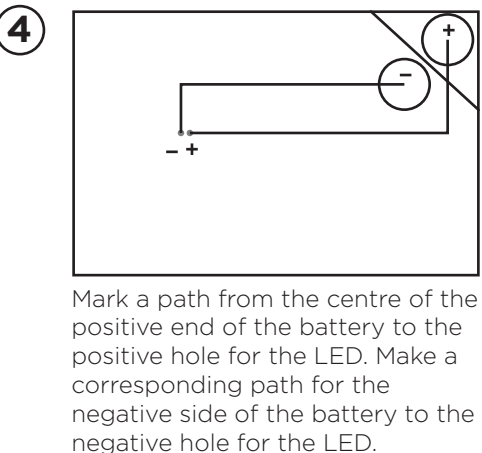 4
+
–
– +
Mark a path from the centre of the
positive end of the battery to the
positive hole for the LED. Make a
corresponding path for the
negative side of the battery to the
negative hole for the LED.